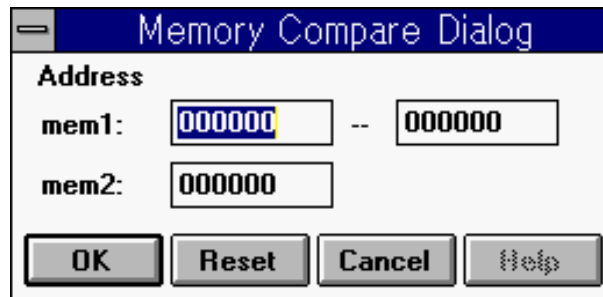 Memory Compare Dialog
Address
mem1: 000000 -- 000000
mem2: 000000
OK Reset Cancel Help